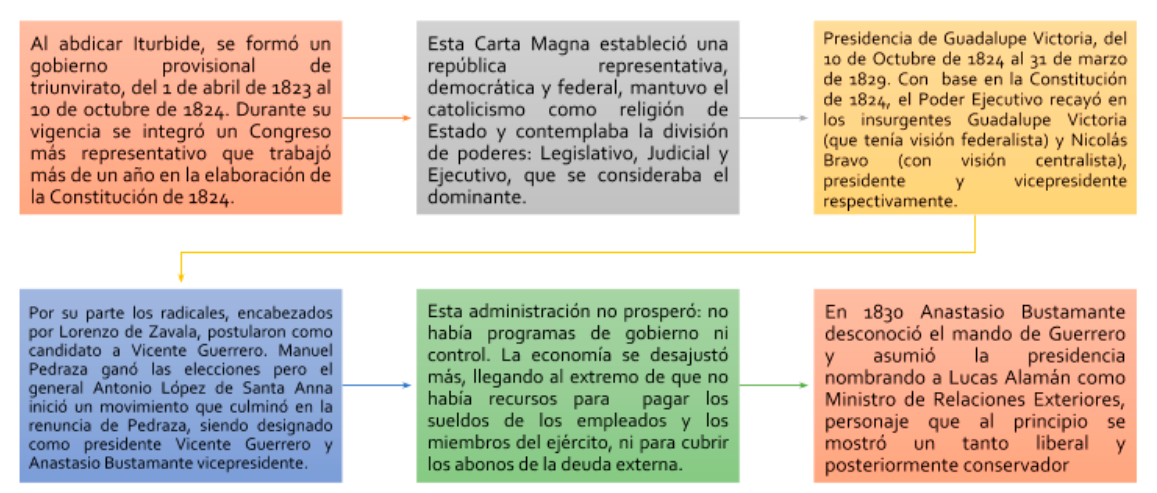 Al abdicar Iturbide, se formó un
gobierno provisional de
triunvirato, del 1 de abril de 1823 al
10 de octubre de 1824. Durante su
vigencia se integró un Congreso
más representativo que trabajó
más de un año en la elaboración de
la Constitución de 1824.
Esta Carta Magna estableció una
república representativa,
democrática y federal, mantuvo el
catolicismo como religión de
Estado y contemplaba la división
de poderes: Legislativo, Judicial y
Ejecutivo, que se consideraba el
dominante.
Presidencia de Guadalupe Victoria, del
10 de Octubre de 1824 al 31 de marzo
de 1829. Con base en la Constitución
de 1824, el Poder Ejecutivo recayó en
los insurgentes Guadalupe Victoria
(que tenía visión federalista) y Nicolás
Bravo (con visión centralista),
presidente y vicepresidente
respectivamente.
Por su parte los radicales, encabezados
por Lorenzo de Zavala, postularon como
candidato a Vicente Guerrero. Manuel
Pedraza ganó las elecciones pero el
general Antonio López de Santa Anna
inició un movimiento que culminó en la
renuncia de Pedraza, siendo designado
como presidente Vicente Guerrero y
Anastasio Bustamante vicepresidente.
Esta administración no prosperó: no
había programas de gobierno ni
control. La economía se desajustó
más, llegando al extremo de que no
había recursos para pagar los
sueldos de los empleados y los
miembros del ejército, ni para cubrir
los abonos de la deuda externa.
En 1830 Anastasio Bustamante
desconoció el mando de Guerrero
y asumió la presidencia
nombrando a Lucas Alamán como
Ministro de Relaciones Exteriores,
personaje que al principio se
mostró un tanto liberal y
posteriormente conservador